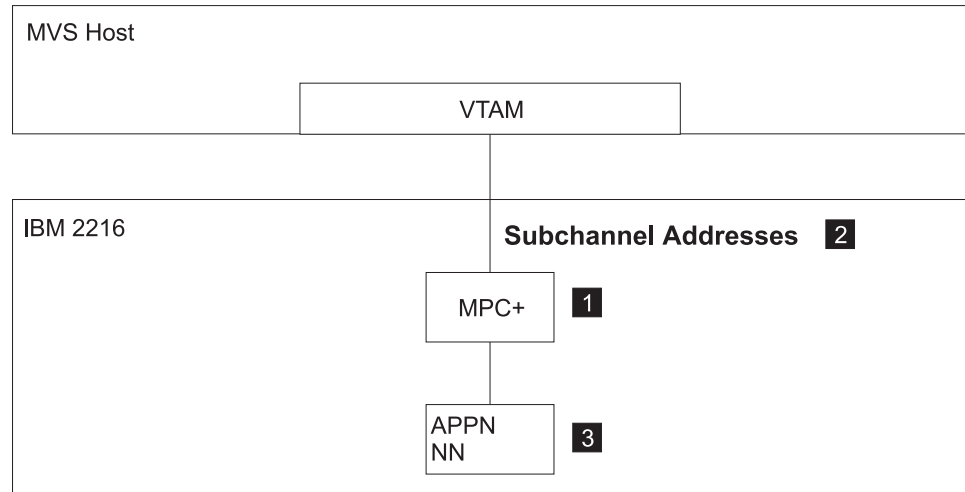 MVS Host
VTAM
IBM 2216
Subchannel Addresses 2
MPC+ 1
APPN 3
NN